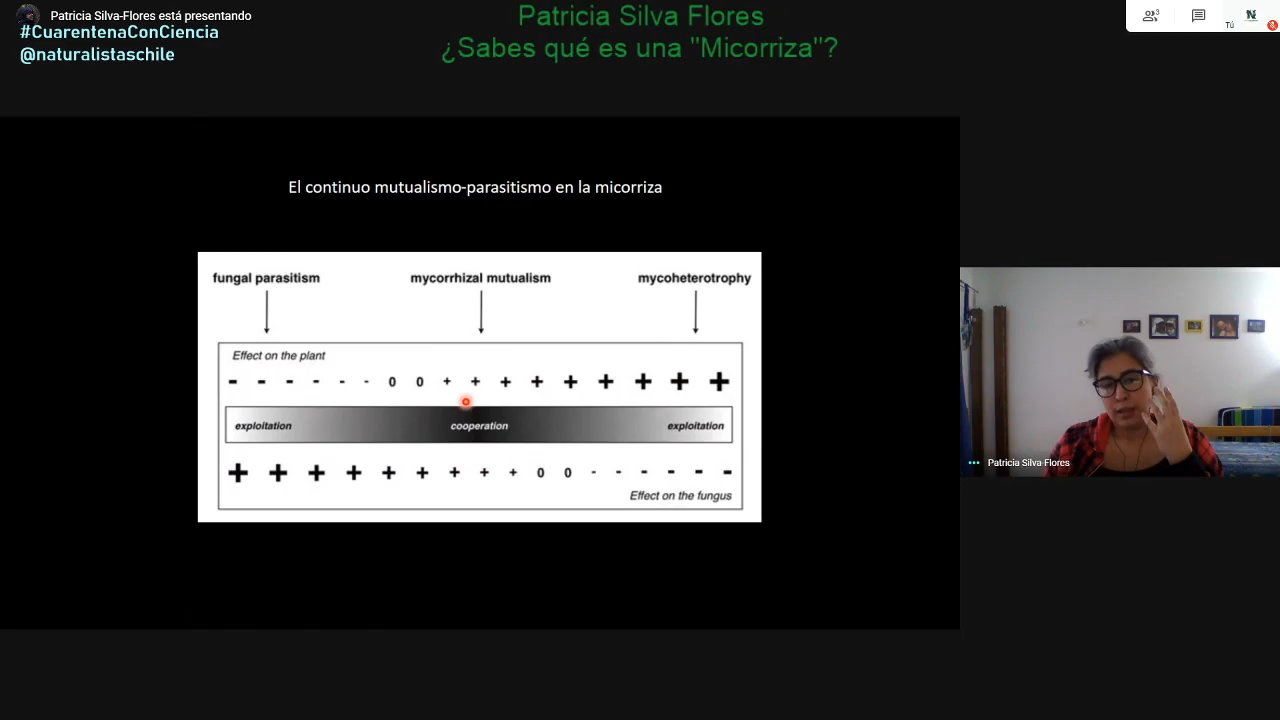 Patricia Silva-Flores está presentando
#CuarentenaConCiencia
@naturalistaschile
Patricia Silva Flores
¿Sabes qué es una "Micorriza"?
3
Tú
El continuo mutualismo-parasitismo en la micorriza
fungal parasitism mycorrhizal mutualism mycoheterotrophy
Effect on the plant
- - - - - - 0 0 + + + + + + + + +
exploitation cooperation exploitation
+ + + + + + + + + 0 0 - - - - - -
Effect on the fungus
Patricia Silva Flores